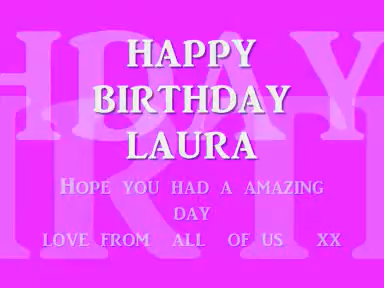 HAPPY
BIRTHDAY
LAURA
HOPE YOU HAD A AMAZING
DAY
LOVE FROM ALL OF US XX